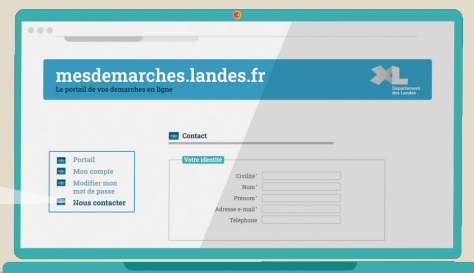 mesdemarches.landes.fr
Le portail de vos demarches en ligne
XL
Département
des Landes
Contact
Portail
Mon compte
Modifier mon
mot de passe
Nous contacter
Votre identité
Civilité*
Nom*
Prénom*
Adresse e-mail*
Téléphone